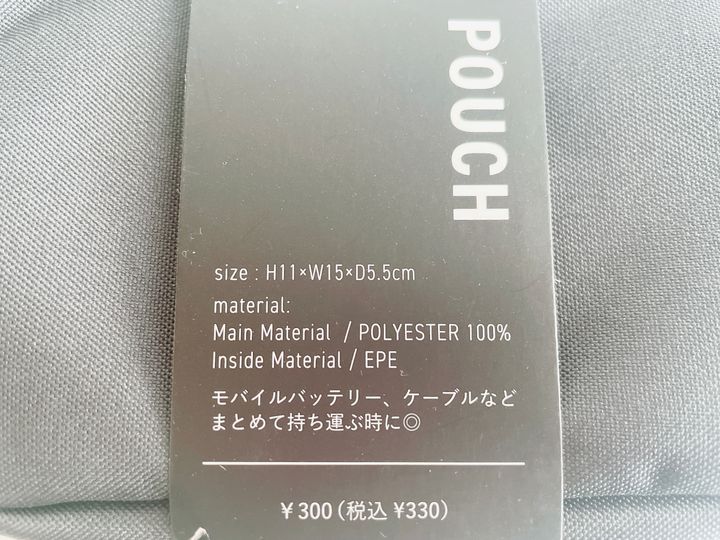 POUCH
size : H11×W15×D5.5cm
material:
Main Material / POLYESTER 100%
Inside Material / EPE
モバイルバッテリー、ケーブルなど
まとめて持ち運ぶ時に◎
￥300（税込 ¥330）